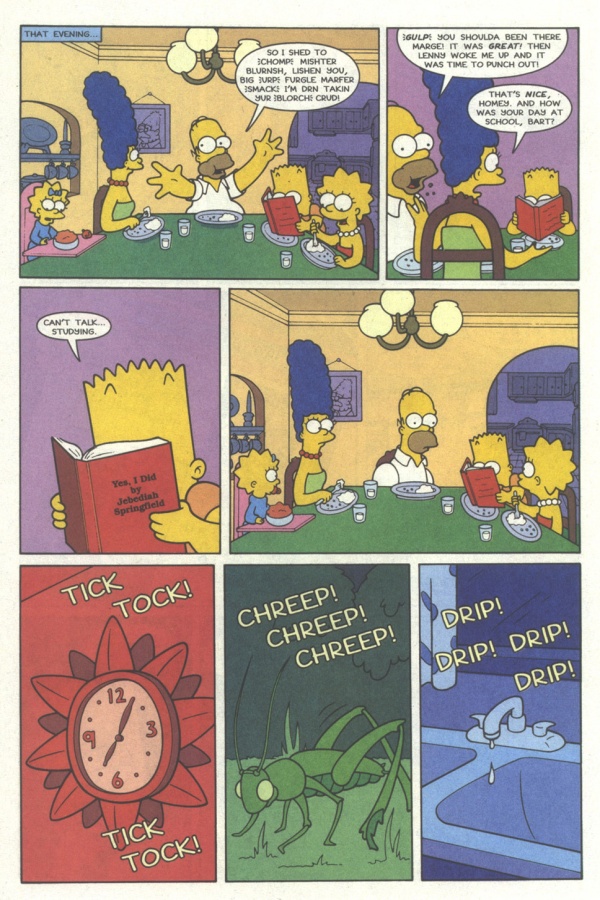 THAT EVENING...
SO I SHED TO
CHOMP! MISHTER
BLURNSH, LISHEN YOU,
BIG URP! FURGLE MARFER
SMACK! I'M DRN TAKIN
YUR BLORCH! CRUD!
GULP! YOU SHOULDA BEEN THERE
MARGE! IT WAS GREAT! THEN
LENNY WOKE ME UP AND IT
WAS TIME TO PUNCH OUT!
THAT'S NICE,
HOMEY. AND HOW
WAS YOUR DAY AT
SCHOOL, BART?
CAN'T TALK...
STUDYING.
Yes, I Did
by
Jebediah
Springfield
TICK
TOCK!
12
9
3
6
TICK
TOCK!
CHREEP!
CHREEP!
CHREEP!
DRIP!
DRIP! DRIP!
DRIP!